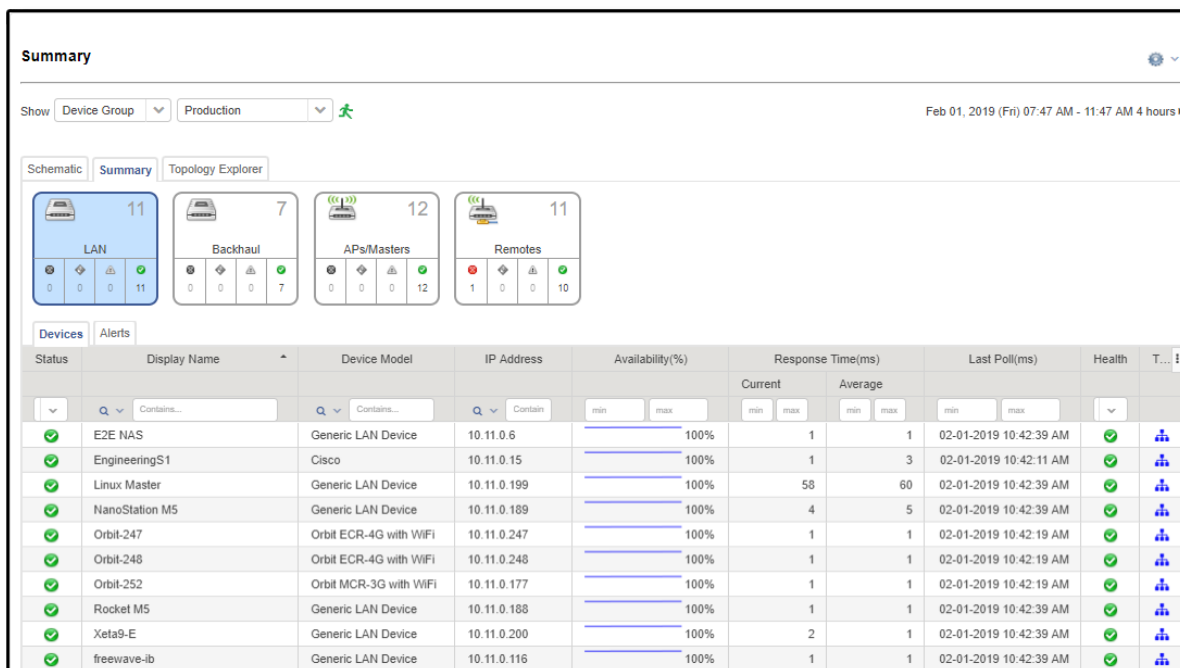 Summary
Show Device Group Production Feb 01, 2019 (Fri) 07:47 AM - 11:47 AM 4 hours
Schematic Summary Topology Explorer
11 7 12 11
LAN Backhaul APs/Masters Remotes
0 0 0 11 0 0 0 7 0 0 0 12 1 0 0 10
Devices Alerts
Status Display Name Device Model IP Address Availability(%) Response Time(ms) Last Poll(ms) Health T...
Current Average
Contains... Contains... Contain min max min max min max min max
E2E NAS Generic LAN Device 10.11.0.6 100% 1 1 02-01-2019 10:42:39 AM
EngineeringS1 Cisco 10.11.0.15 100% 1 3 02-01-2019 10:42:11 AM
Linux Master Generic LAN Device 10.11.0.199 100% 58 60 02-01-2019 10:42:39 AM
NanoStation M5 Generic LAN Device 10.11.0.189 100% 4 5 02-01-2019 10:42:39 AM
Orbit-247 Orbit ECR-4G with WiFi 10.11.0.247 100% 1 1 02-01-2019 10:42:19 AM
Orbit-248 Orbit ECR-4G with WiFi 10.11.0.248 100% 1 1 02-01-2019 10:42:19 AM
Orbit-252 Orbit MCR-3G with WiFi 10.11.0.177 100% 1 1 02-01-2019 10:42:19 AM
Rocket M5 Generic LAN Device 10.11.0.188 100% 1 1 02-01-2019 10:42:39 AM
Xeta9-E Generic LAN Device 10.11.0.200 100% 2 1 02-01-2019 10:42:39 AM
freewave-ib Generic LAN Device 10.11.0.116 100% 1 1 02-01-2019 10:42:39 AM